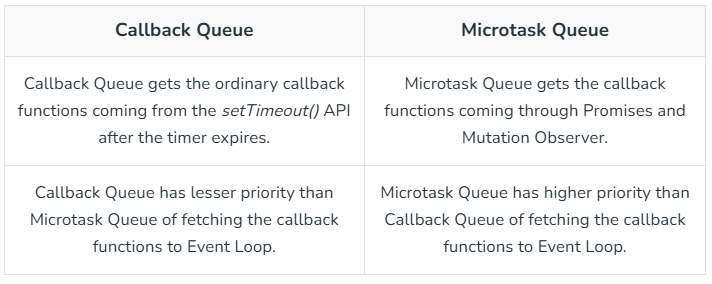 Callback Queue
Microtask Queue
Callback Queue gets the ordinary callback
functions coming from the setTimeout() API
after the timer expires.
Microtask Queue gets the callback
functions coming through Promises and
Mutation Observer.
Callback Queue has lesser priority than
Microtask Queue of fetching the callback
functions to Event Loop.
Microtask Queue has higher priority than
Callback Queue of fetching the callback
functions to Event Loop.